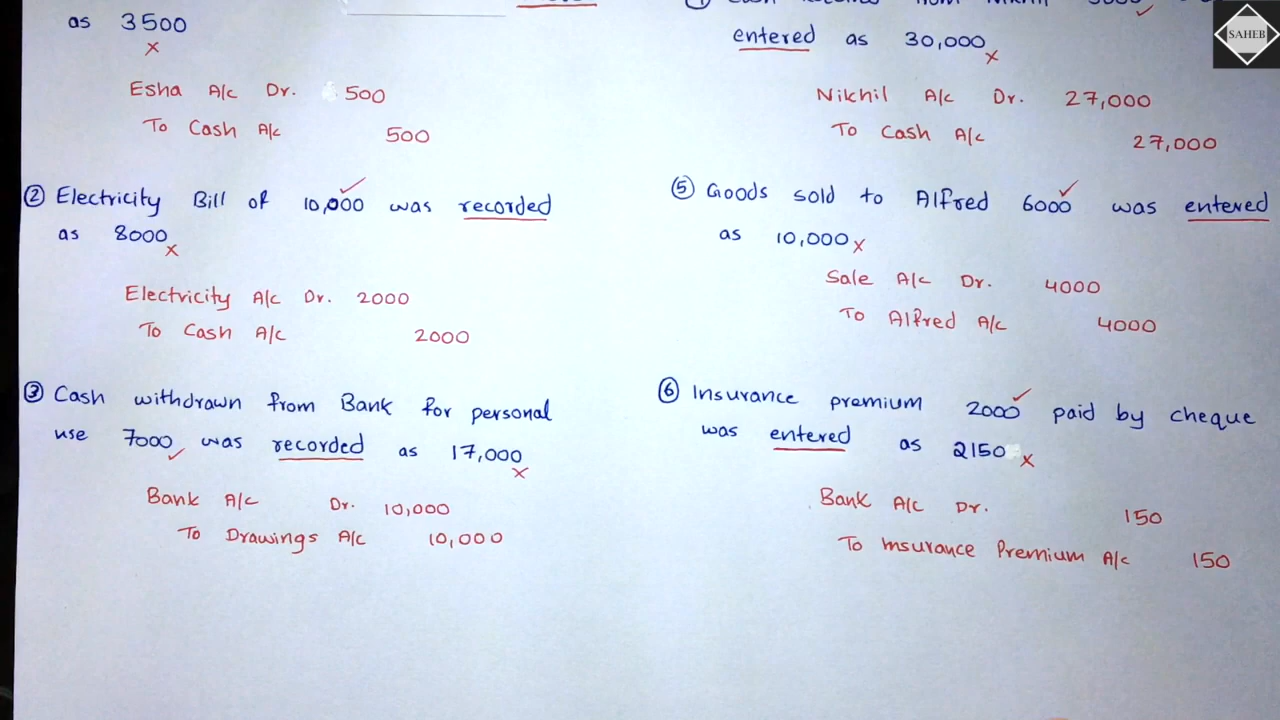 as 3500
x
Esha A/c Dr. 500
To Cash A/c 500
② Electricity Bill of 10,000 was recorded
as 8000
x
Electricity A/c Dr. 2000
To Cash A/c 2000
③ Cash withdrawn from Bank for personal
use 7000 was recorded as 17,000
x
Bank A/c Dr. 10,000
To Drawings A/c 10,000
entered as 30,000
x
Nikhil A/c Dr. 27,000
To Cash A/c 27,000
⑤ Goods sold to Alfred 6000 was entered
as 10,000 x
Sale A/c Dr. 4000
To Alfred A/c 4000
⑥ Insurance premium 2000 paid by cheque
was entered as 2150 x
Bank A/c Dr. 150
To Insurance Premium A/c 150
SAHEB